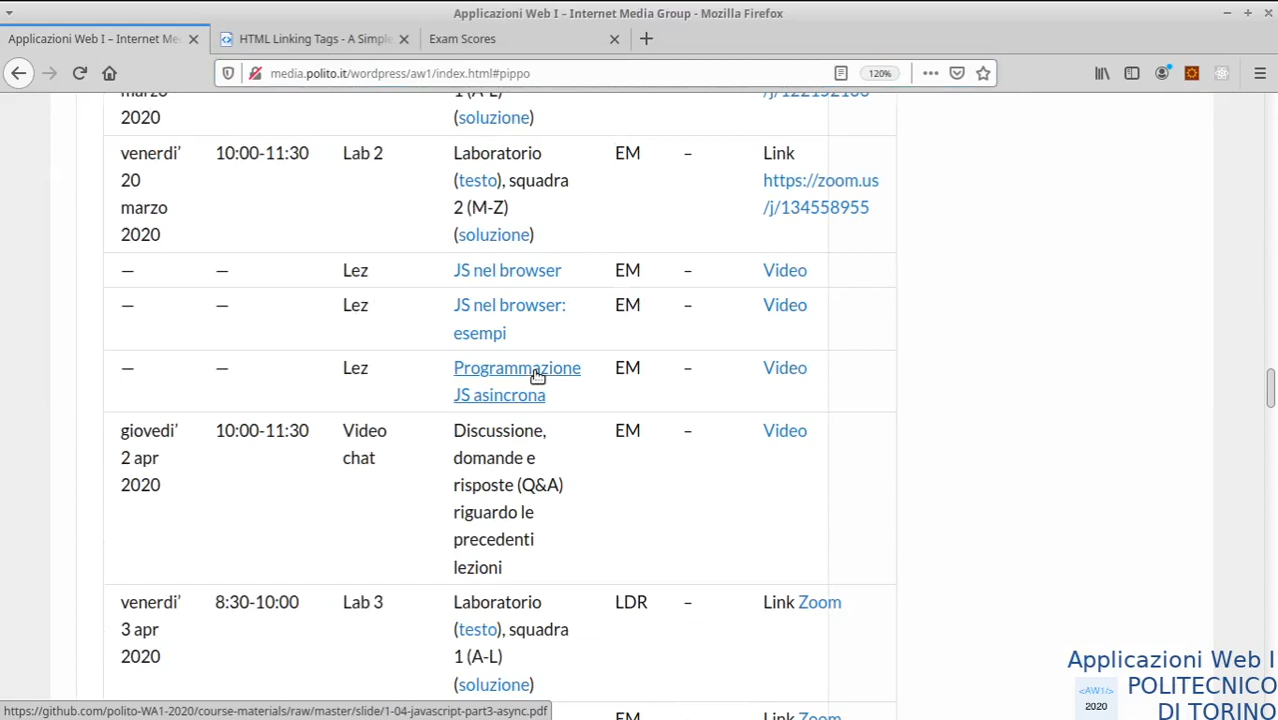 Applicazioni Web I – Internet Media Group - Mozilla Firefox
Applicazioni Web I – Internet Me
HTML Linking Tags - A Simple
Exam Scores
media.polito.it/wordpress/aw1/index.html#pippo
120%
2020
(soluzione)
venerdi’ 10:00-11:30 Lab 2 Laboratorio EM – Link
20 (testo), squadra https://zoom.us
marzo 2 (M-Z) /j/134558955
2020 (soluzione)
— — Lez JS nel browser EM – Video
— — Lez JS nel browser: EM – Video
esempi
— — Lez Programmazione EM – Video
JS asincrona
giovedi’ 10:00-11:30 Video Discussione, EM – Video
2 apr chat domande e
2020 risposte (Q&A)
riguardo le
precedenti
lezioni
venerdi’ 8:30-10:00 Lab 3 Laboratorio LDR – Link Zoom
3 apr (testo), squadra
2020 1 (A-L)
(soluzione)
EM – Link Zoom
https://github.com/polito-WA1-2020/course-materials/raw/master/slide/1-04-javascript-part3-async.pdf
Applicazioni Web I
POLITECNICO
DI TORINO
<AW1/>
2020